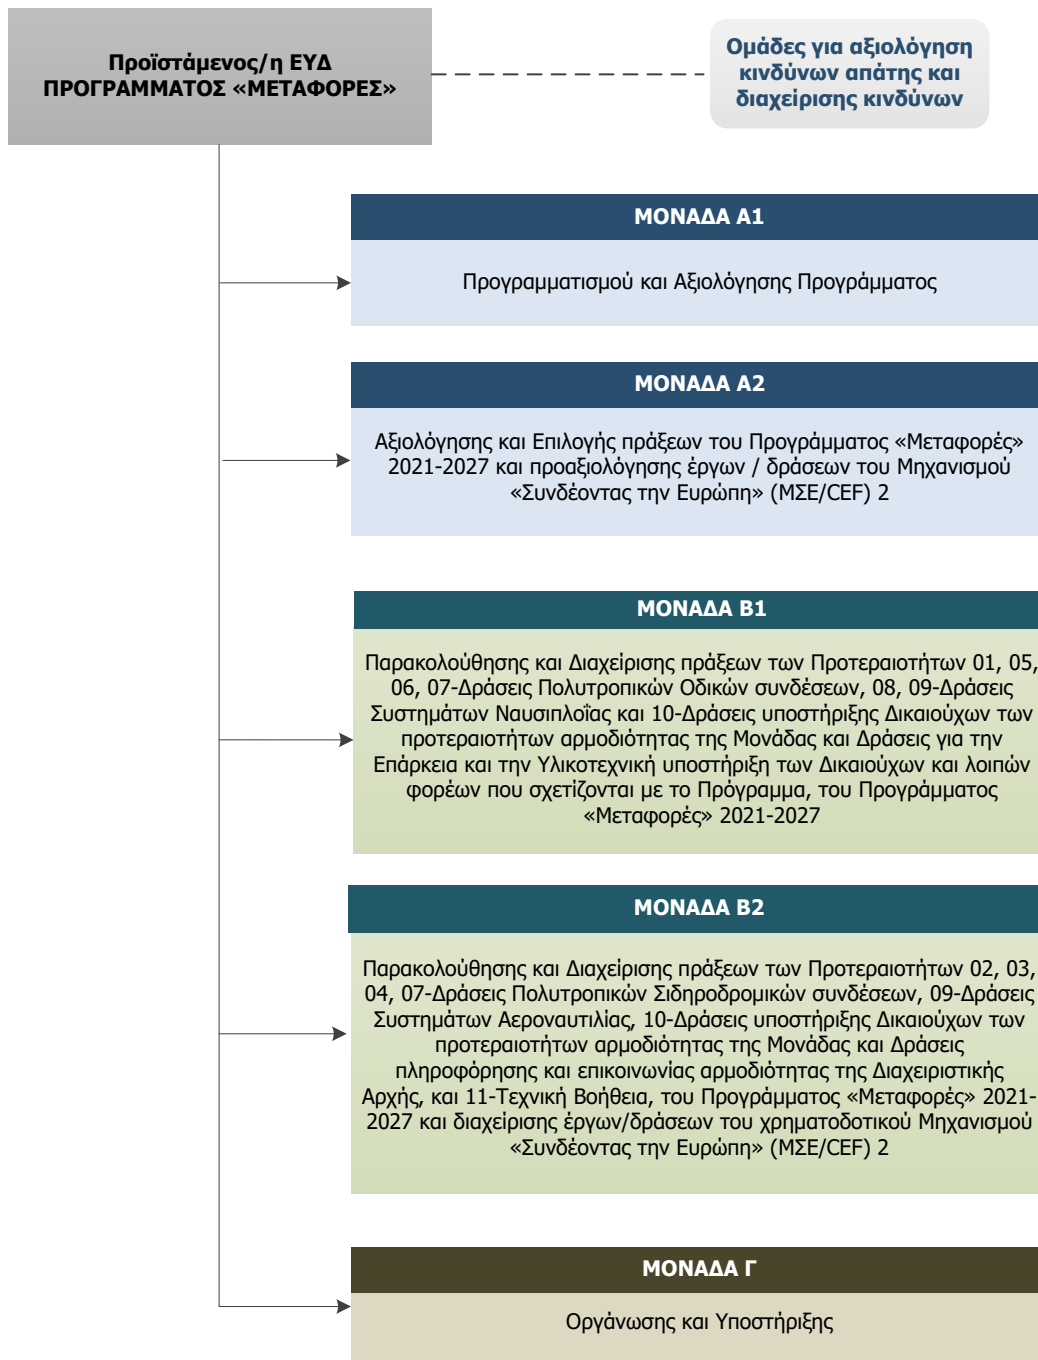 Προϊστάμενος/η ΕΥΔ
ΠΡΟΓΡΑΜΜΑΤΟΣ «ΜΕΤΑΦΟΡΕΣ»
Ομάδες για αξιολόγηση
κινδύνων απάτης και
διαχείρισης κινδύνων
ΜΟΝΑΔΑ Α1
Προγραμματισμού και Αξιολόγησης Προγράμματος
ΜΟΝΑΔΑ Α2
Αξιολόγησης και Επιλογής πράξεων του Προγράμματος «Μεταφορές»
2021-2027 και προαξιολόγησης έργων / δράσεων του Μηχανισμού
«Συνδέοντας την Ευρώπη» (ΜΣΕ/CEF) 2
ΜΟΝΑΔΑ Β1
Παρακολούθησης και Διαχείρισης πράξεων των Προτεραιοτήτων 01, 05,
06, 07-Δράσεις Πολυτροπικών Οδικών συνδέσεων, 08, 09-Δράσεις
Συστημάτων Ναυσιπλοΐας και 10-Δράσεις υποστήριξης Δικαιούχων των
προτεραιοτήτων αρμοδιότητας της Μονάδας και Δράσεις για την
Επάρκεια και την Υλικοτεχνική υποστήριξη των Δικαιούχων και λοιπών
φορέων που σχετίζονται με το Πρόγραμμα, του Προγράμματος
«Μεταφορές» 2021-2027
ΜΟΝΑΔΑ Β2
Παρακολούθησης και Διαχείρισης πράξεων των Προτεραιοτήτων 02, 03,
04, 07-Δράσεις Πολυτροπικών Σιδηροδρομικών συνδέσεων, 09-Δράσεις
Συστημάτων Αεροναυτιλίας, 10-Δράσεις υποστήριξης Δικαιούχων των
προτεραιοτήτων αρμοδιότητας της Μονάδας και Δράσεις
πληροφόρησης και επικοινωνίας αρμοδιότητας της Διαχειριστικής
Αρχής, και 11-Τεχνική Βοήθεια, του Προγράμματος «Μεταφορές» 2021-
2027 και διαχείρισης έργων/δράσεων του χρηματοδοτικού Μηχανισμού
«Συνδέοντας την Ευρώπη» (ΜΣΕ/CEF) 2
ΜΟΝΑΔΑ Γ
Οργάνωσης και Υποστήριξης